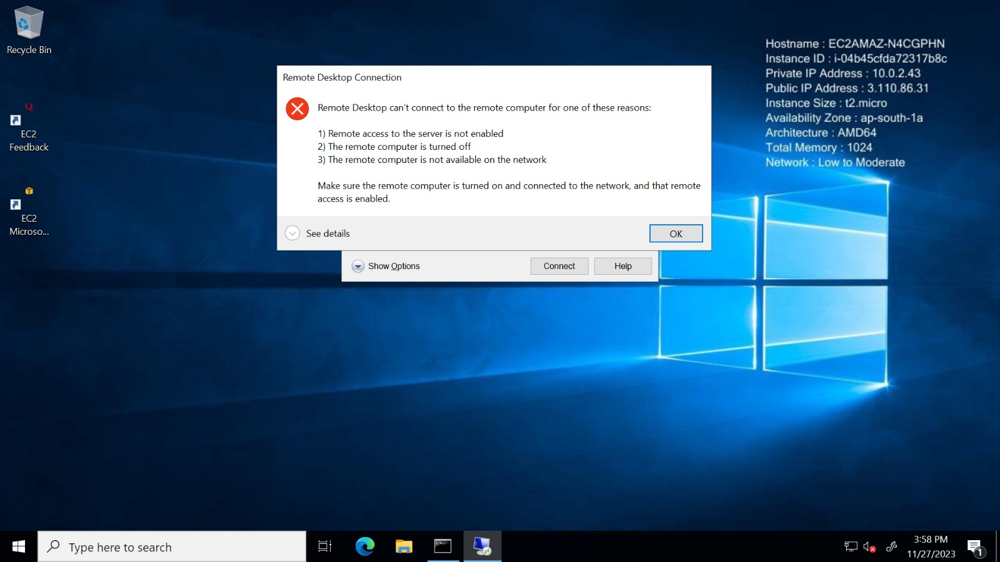 Recycle Bin
Q
EC2
Feedback
EC2
Microso...
Hostname : EC2AMAZ-N4CGPHN
Instance ID : i-04b45cfda72317b8c
Private IP Address : 10.0.2.43
Public IP Address : 3.110.86.31
Instance Size : t2.micro
Availability Zone : ap-south-1a
Architecture : AMD64
Total Memory : 1024
Network : Low to Moderate
Remote Desktop Connection
Remote Desktop can't connect to the remote computer for one of these reasons:
1) Remote access to the server is not enabled
2) The remote computer is turned off
3) The remote computer is not available on the network
Make sure the remote computer is turned on and connected to the network, and that remote
access is enabled.
See details
OK
Show Options
Connect
Help
Type here to search
3:58 PM
11/27/2023
1